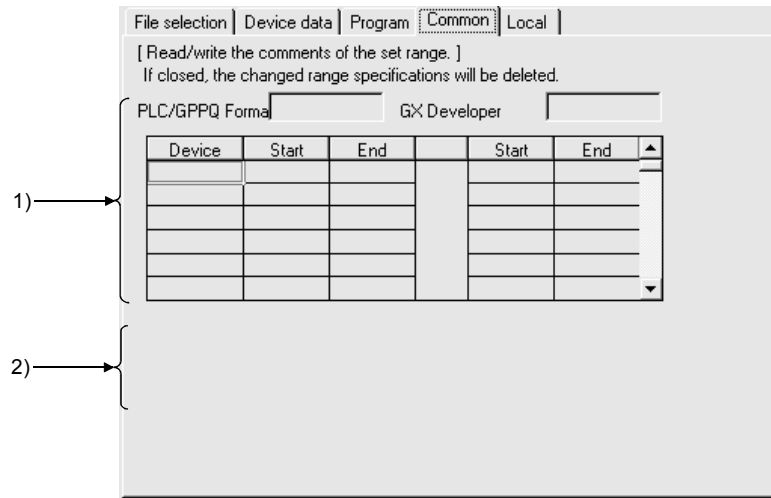 File selection Device data Program Common Local
[ Read/write the comments of the set range. ]
If closed, the changed range specifications will be deleted.
PLC/GPPQ Forma GX Developer
Device Start End Start End
1)
2)